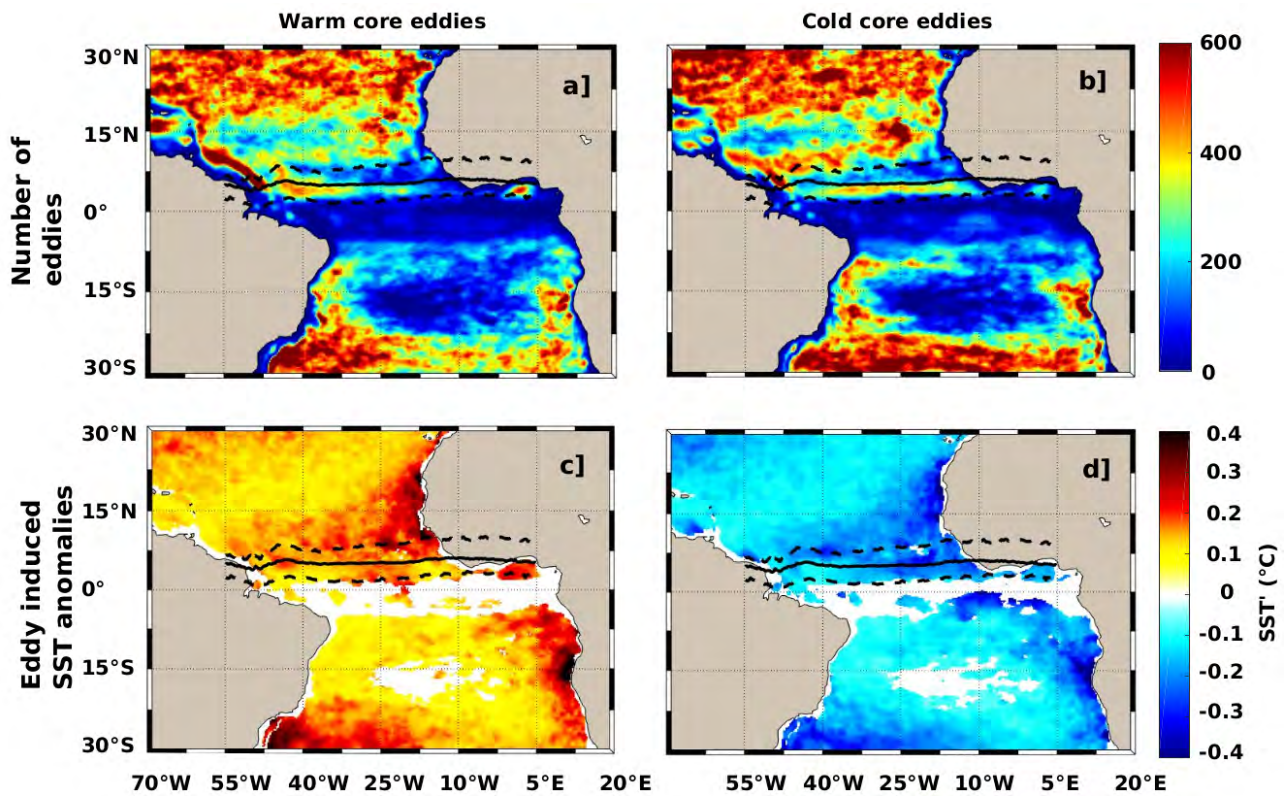 Warm core eddies
Cold core eddies
Number of
eddies
30°N
15°N
0°
15°S
30°S
a]
b]
600
400
200
0
Eddy induced
SST anomalies
30°N
15°N
0°
15°S
30°S
c]
d]
0.4
0.3
0.2
0.1
0
-0.1
-0.2
-0.3
-0.4
SST' (°C)
70°W 55°W 40°W 25°W 10°W 5°E 20°E
55°W 40°W 25°W 10°W 5°E 20°E